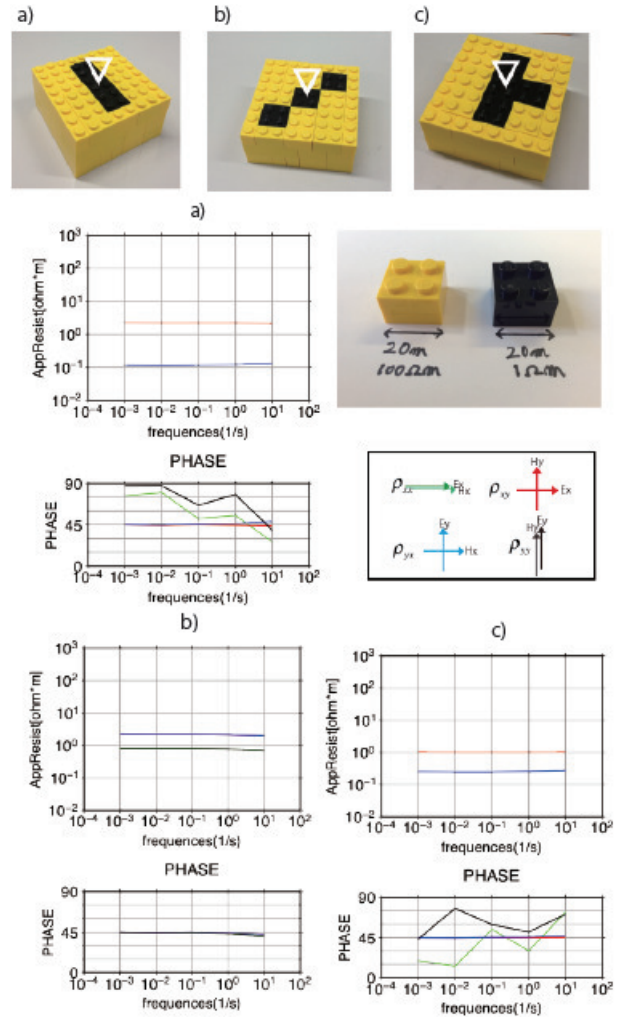 a)
b)
c)
a)
10³
10²
10¹
10⁰
10⁻¹
10⁻²
AppResist[ohm*m]
10⁻⁴ 10⁻³ 10⁻² 10⁻¹ 10⁰ 10¹ 10²
frequences(1/s)
20m
100Ωm
20m
1Ωm
PHASE
90
45
0
PHASE
10⁻⁴ 10⁻³ 10⁻² 10⁻¹ 10⁰ 10¹ 10²
frequences(1/s)
ρxx Ex Hx
ρxy Hy Ex
ρyx Ey Hx
ρyy Hy Ey
b)
10³
10²
10¹
10⁰
10⁻¹
10⁻²
AppResist[ohm*m]
10⁻⁴ 10⁻³ 10⁻² 10⁻¹ 10⁰ 10¹ 10²
frequences(1/s)
PHASE
90
45
0
PHASE
10⁻⁴ 10⁻³ 10⁻² 10⁻¹ 10⁰ 10¹ 10²
frequences(1/s)
c)
10³
10²
10¹
10⁰
10⁻¹
10⁻²
AppResist[ohm*m]
10⁻⁴ 10⁻³ 10⁻² 10⁻¹ 10⁰ 10¹ 10²
frequences(1/s)
PHASE
90
45
0
PHASE
10⁻⁴ 10⁻³ 10⁻² 10⁻¹ 10⁰ 10¹ 10²
frequences(1/s)